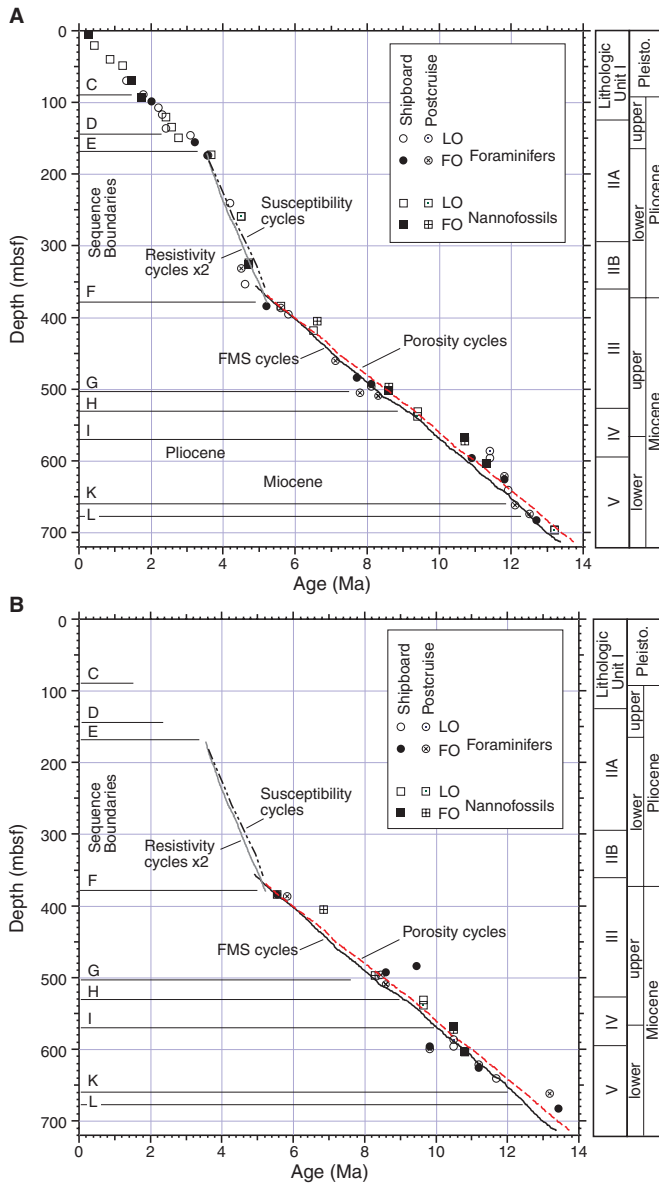 A
0
100
200
300
400
500
600
700
Depth (mbsf)
0
2
4
6
8
10
12
14
Age (Ma)
C
D
E
F
G
H
I
K
L
Sequence
Boundaries
Susceptibility
cycles
Resistivity
cycles x2
FMS cycles
Porosity cycles
Pliocene
Miocene
Shipboard
Postcruise
LO
FO
Foraminifers
LO
FO
Nannofossils
Lithologic
Unit I
IIA
IIB
III
IV
V
Pleisto.
upper
lower
Pliocene
upper
lower
Miocene
B
0
100
200
300
400
500
600
700
Depth (mbsf)
0
2
4
6
8
10
12
14
Age (Ma)
C
D
E
F
G
H
I
K
L
Sequence
Boundaries
Susceptibility
cycles
Resistivity
cycles x2
FMS cycles
Porosity cycles
Shipboard
Postcruise
LO
FO
Foraminifers
LO
FO
Nannofossils
Lithologic
Unit I
IIA
IIB
III
IV
V
Pleisto.
upper
lower
Pliocene
upper
lower
Miocene